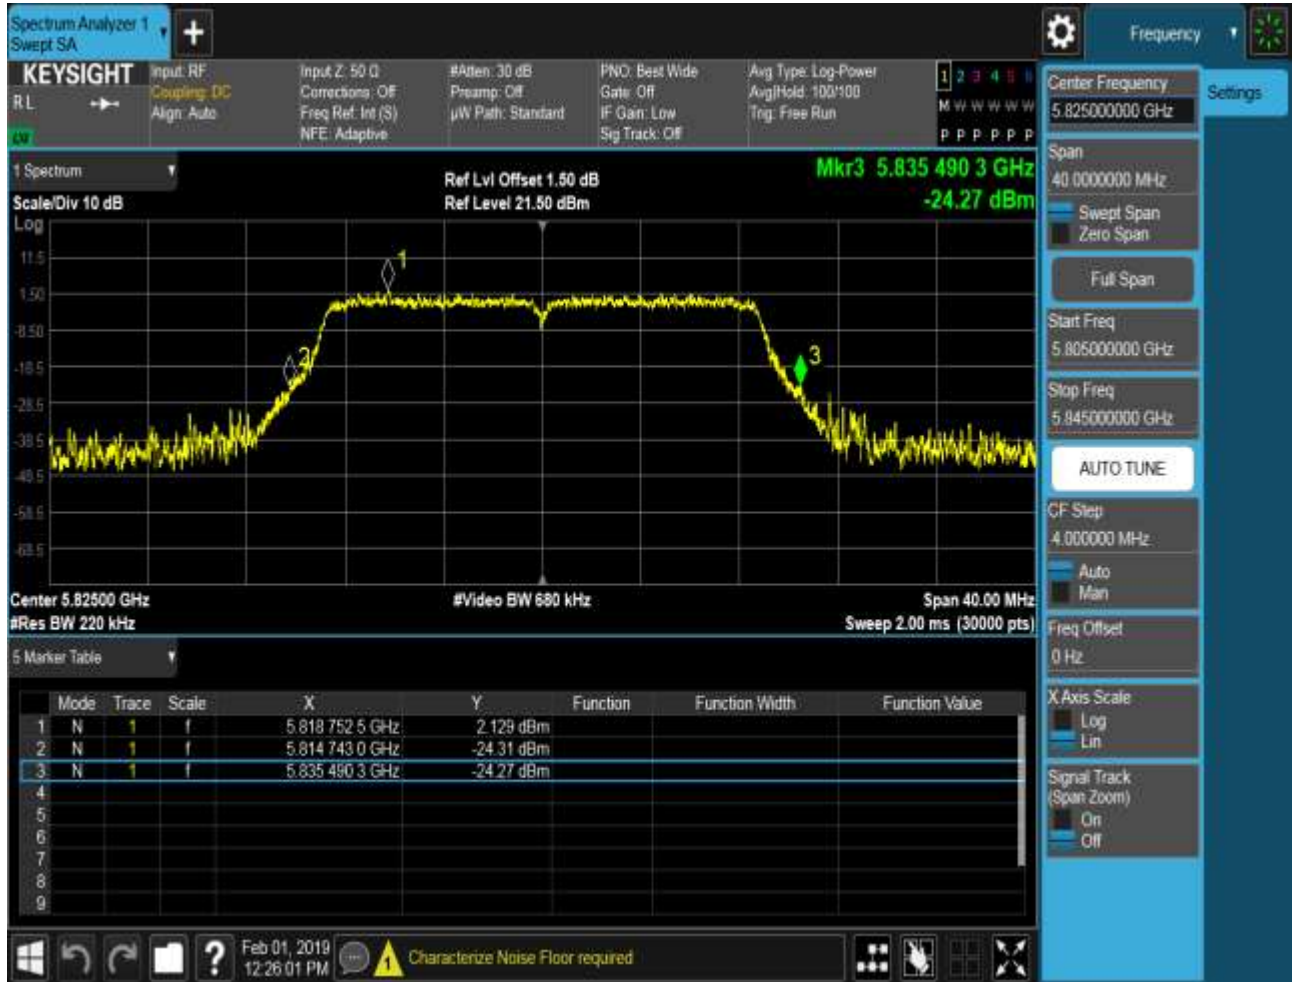 Spectrum Analyzer 1
Swept SA
+
Frequency
KEYSIGHT
RL
Input: RF
Coupling: DC
Align: Auto
Input Z: 50 Ω
Corrections: Off
Freq Ref: Int (S)
NFE: Adaptive
#Atten: 30 dB
Preamp: Off
µW Path: Standard
PNO: Best Wide
Gate: Off
IF Gain: Low
Sig Track: Off
Avg Type: Log-Power
Avg|Hold: 100/100
Trig: Free Run
1 2 3 4 5 6
M W W W W W
P P P P P P
1 Spectrum
Scale/Div 10 dB
Log
Ref Lvl Offset 1.50 dB
Ref Level 21.50 dBm
Mkr3 5.835 490 3 GHz
-24.27 dBm
11.5
1.50
-8.50
-18.5
-28.5
-38.5
-48.5
-58.5
-68.5
1
2
3
Center 5.82500 GHz
#Res BW 220 kHz
#Video BW 680 kHz
Span 40.00 MHz
Sweep 2.00 ms (30000 pts)
5 Marker Table
Mode Trace Scale X Y Function Function Width Function Value
1 N 1 f 5.818 752 5 GHz 2.129 dBm
2 N 1 f 5.814 743 0 GHz -24.31 dBm
3 N 1 f 5.835 490 3 GHz -24.27 dBm
4
5
6
7
8
9
Center Frequency
5.825000000 GHz
Settings
Span
40.0000000 MHz
Swept Span
Zero Span
Full Span
Start Freq
5.805000000 GHz
Stop Freq
5.845000000 GHz
AUTO TUNE
CF Step
4.000000 MHz
Auto
Man
Freq Offset
0 Hz
X Axis Scale
Log
Lin
Signal Track
(Span Zoom)
On
Off
?
Feb 01, 2019
12:26:01 PM
1
Characterize Noise Floor required